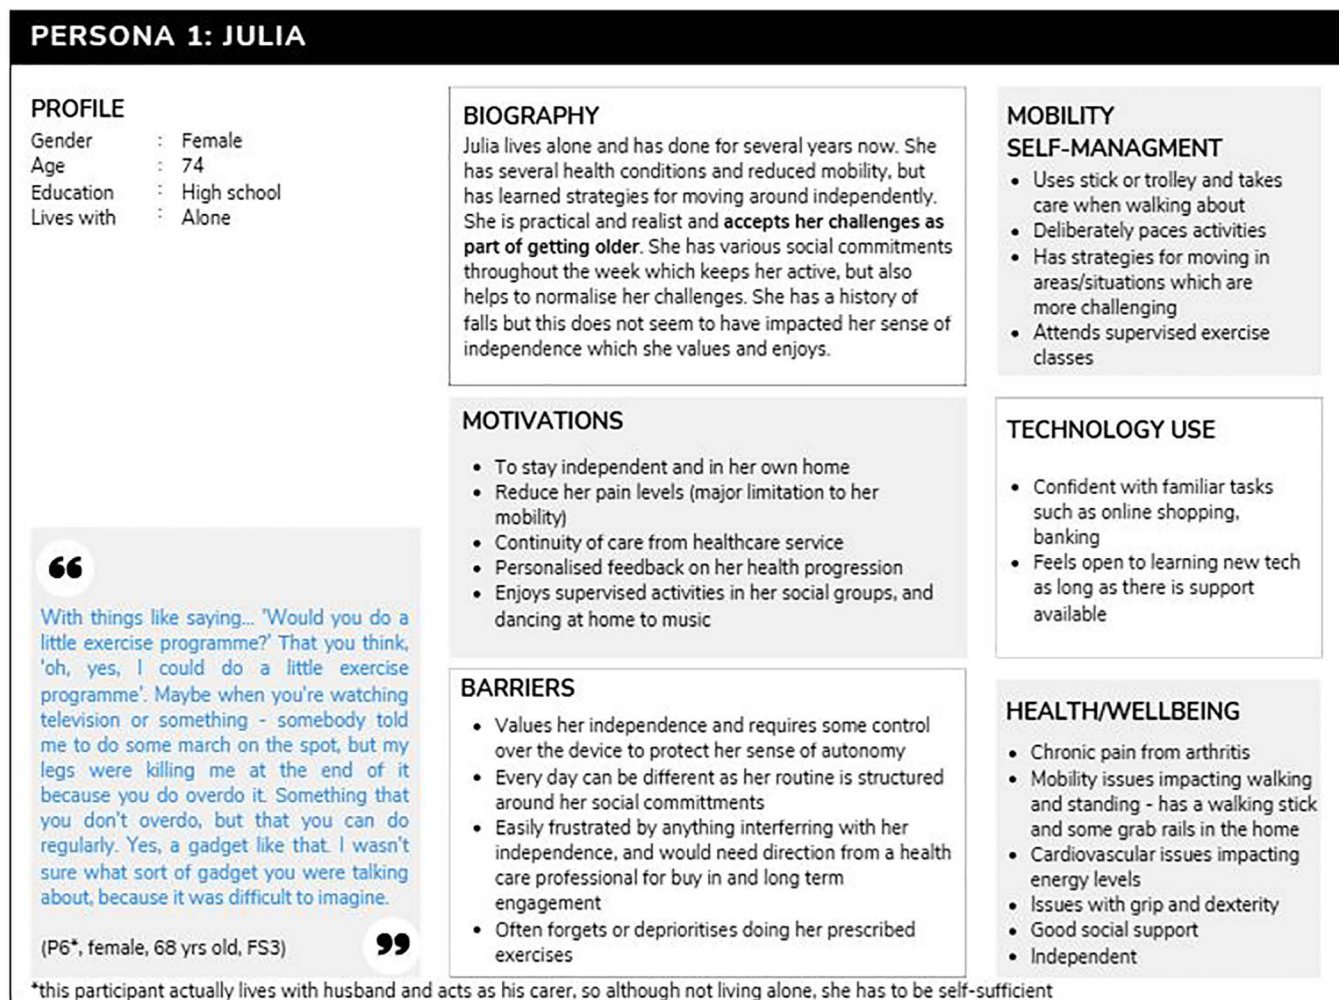 PERSONA 1: JULIA
PROFILE
Gender : Female
Age : 74
Education : High school
Lives with : Alone
“
With things like saying... 'Would you do a
little exercise programme?' That you think,
'oh, yes, I could do a little exercise
programme'. Maybe when you're watching
television or something - somebody told
me to do some march on the spot, but my
legs were killing me at the end of it
because you do overdo it. Something that
you don't overdo, but that you can do
regularly. Yes, a gadget like that. I wasn't
sure what sort of gadget you were talking
about, because it was difficult to imagine.
(P6*, female, 68 yrs old, FS3)
”
BIOGRAPHY
Julia lives alone and has done for several years now. She
has several health conditions and reduced mobility, but
has learned strategies for moving around independently.
She is practical and realist and accepts her challenges as
part of getting older. She has various social commitments
throughout the week which keeps her active, but also
helps to normalise her challenges. She has a history of
falls but this does not seem to have impacted her sense of
independence which she values and enjoys.
MOTIVATIONS
• To stay independent and in her own home
• Reduce her pain levels (major limitation to her
mobility)
• Continuity of care from healthcare service
• Personalised feedback on her health progression
• Enjoys supervised activities in her social groups, and
dancing at home to music
BARRIERS
• Values her independence and requires some control
over the device to protect her sense of autonomy
• Every day can be different as her routine is structured
around her social committments
• Easily frustrated by anything interferring with her
independence, and would need direction from a health
care professional for buy in and long term
engagement
• Often forgets or deprioritises doing her prescribed
exercises
MOBILITY
SELF-MANAGMENT
• Uses stick or trolley and takes
care when walking about
• Deliberately paces activities
• Has strategies for moving in
areas/situations which are
more challenging
• Attends supervised exercise
classes
TECHNOLOGY USE
• Confident with familiar tasks
such as online shopping,
banking
• Feels open to learning new tech
as long as there is support
available
HEALTH/WELLBEING
• Chronic pain from arthritis
• Mobility issues impacting walking
and standing - has a walking stick
and some grab rails in the home
• Cardiovascular issues impacting
energy levels
• Issues with grip and dexterity
• Good social support
• Independent
*this participant actually lives with husband and acts as his carer, so although not living alone, she has to be self-sufficient